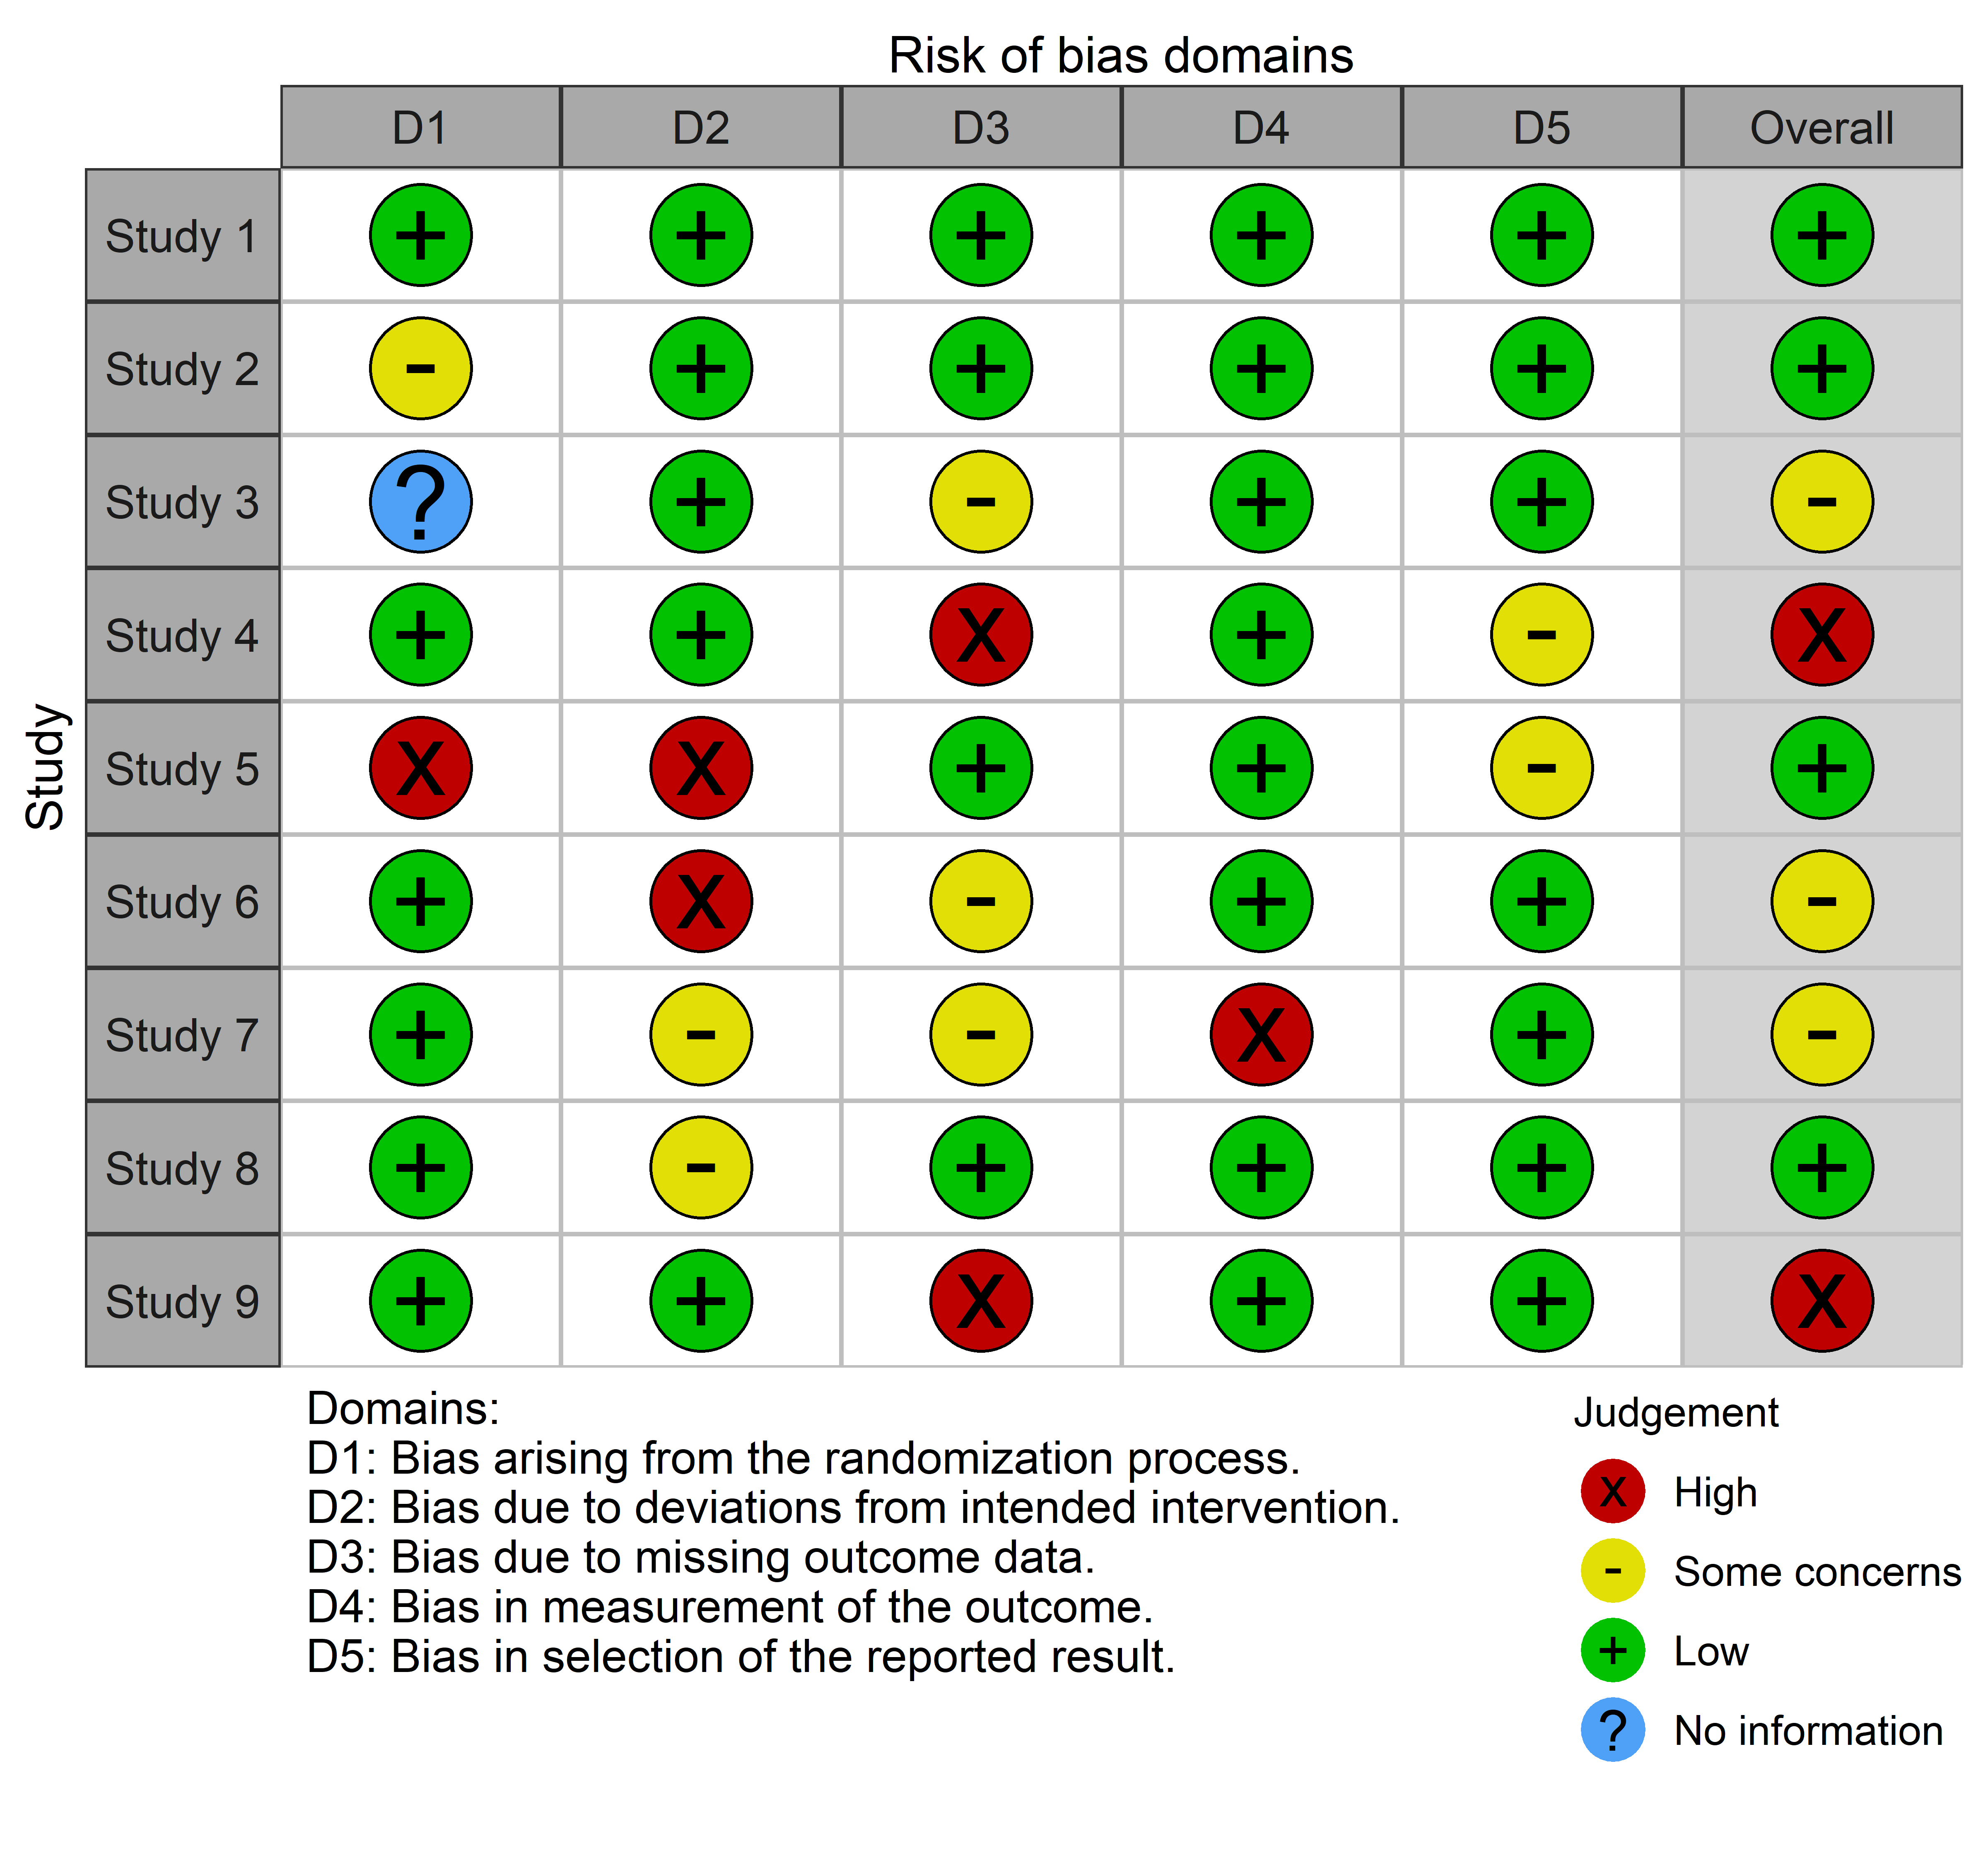 Risk of bias domains
D1 D2 D3 D4 D5 Overall
Study
Study 1 + + + + + +
Study 2 - + + + + +
Study 3 ? + - + + -
Study 4 + + X + - X
Study 5 X X + + - +
Study 6 + X - + + -
Study 7 + - - X + -
Study 8 + - + + + +
Study 9 + + X + + X
Domains:
D1: Bias arising from the randomization process.
D2: Bias due to deviations from intended intervention.
D3: Bias due to missing outcome data.
D4: Bias in measurement of the outcome.
D5: Bias in selection of the reported result.
Judgement
X High
- Some concerns
+ Low
? No information